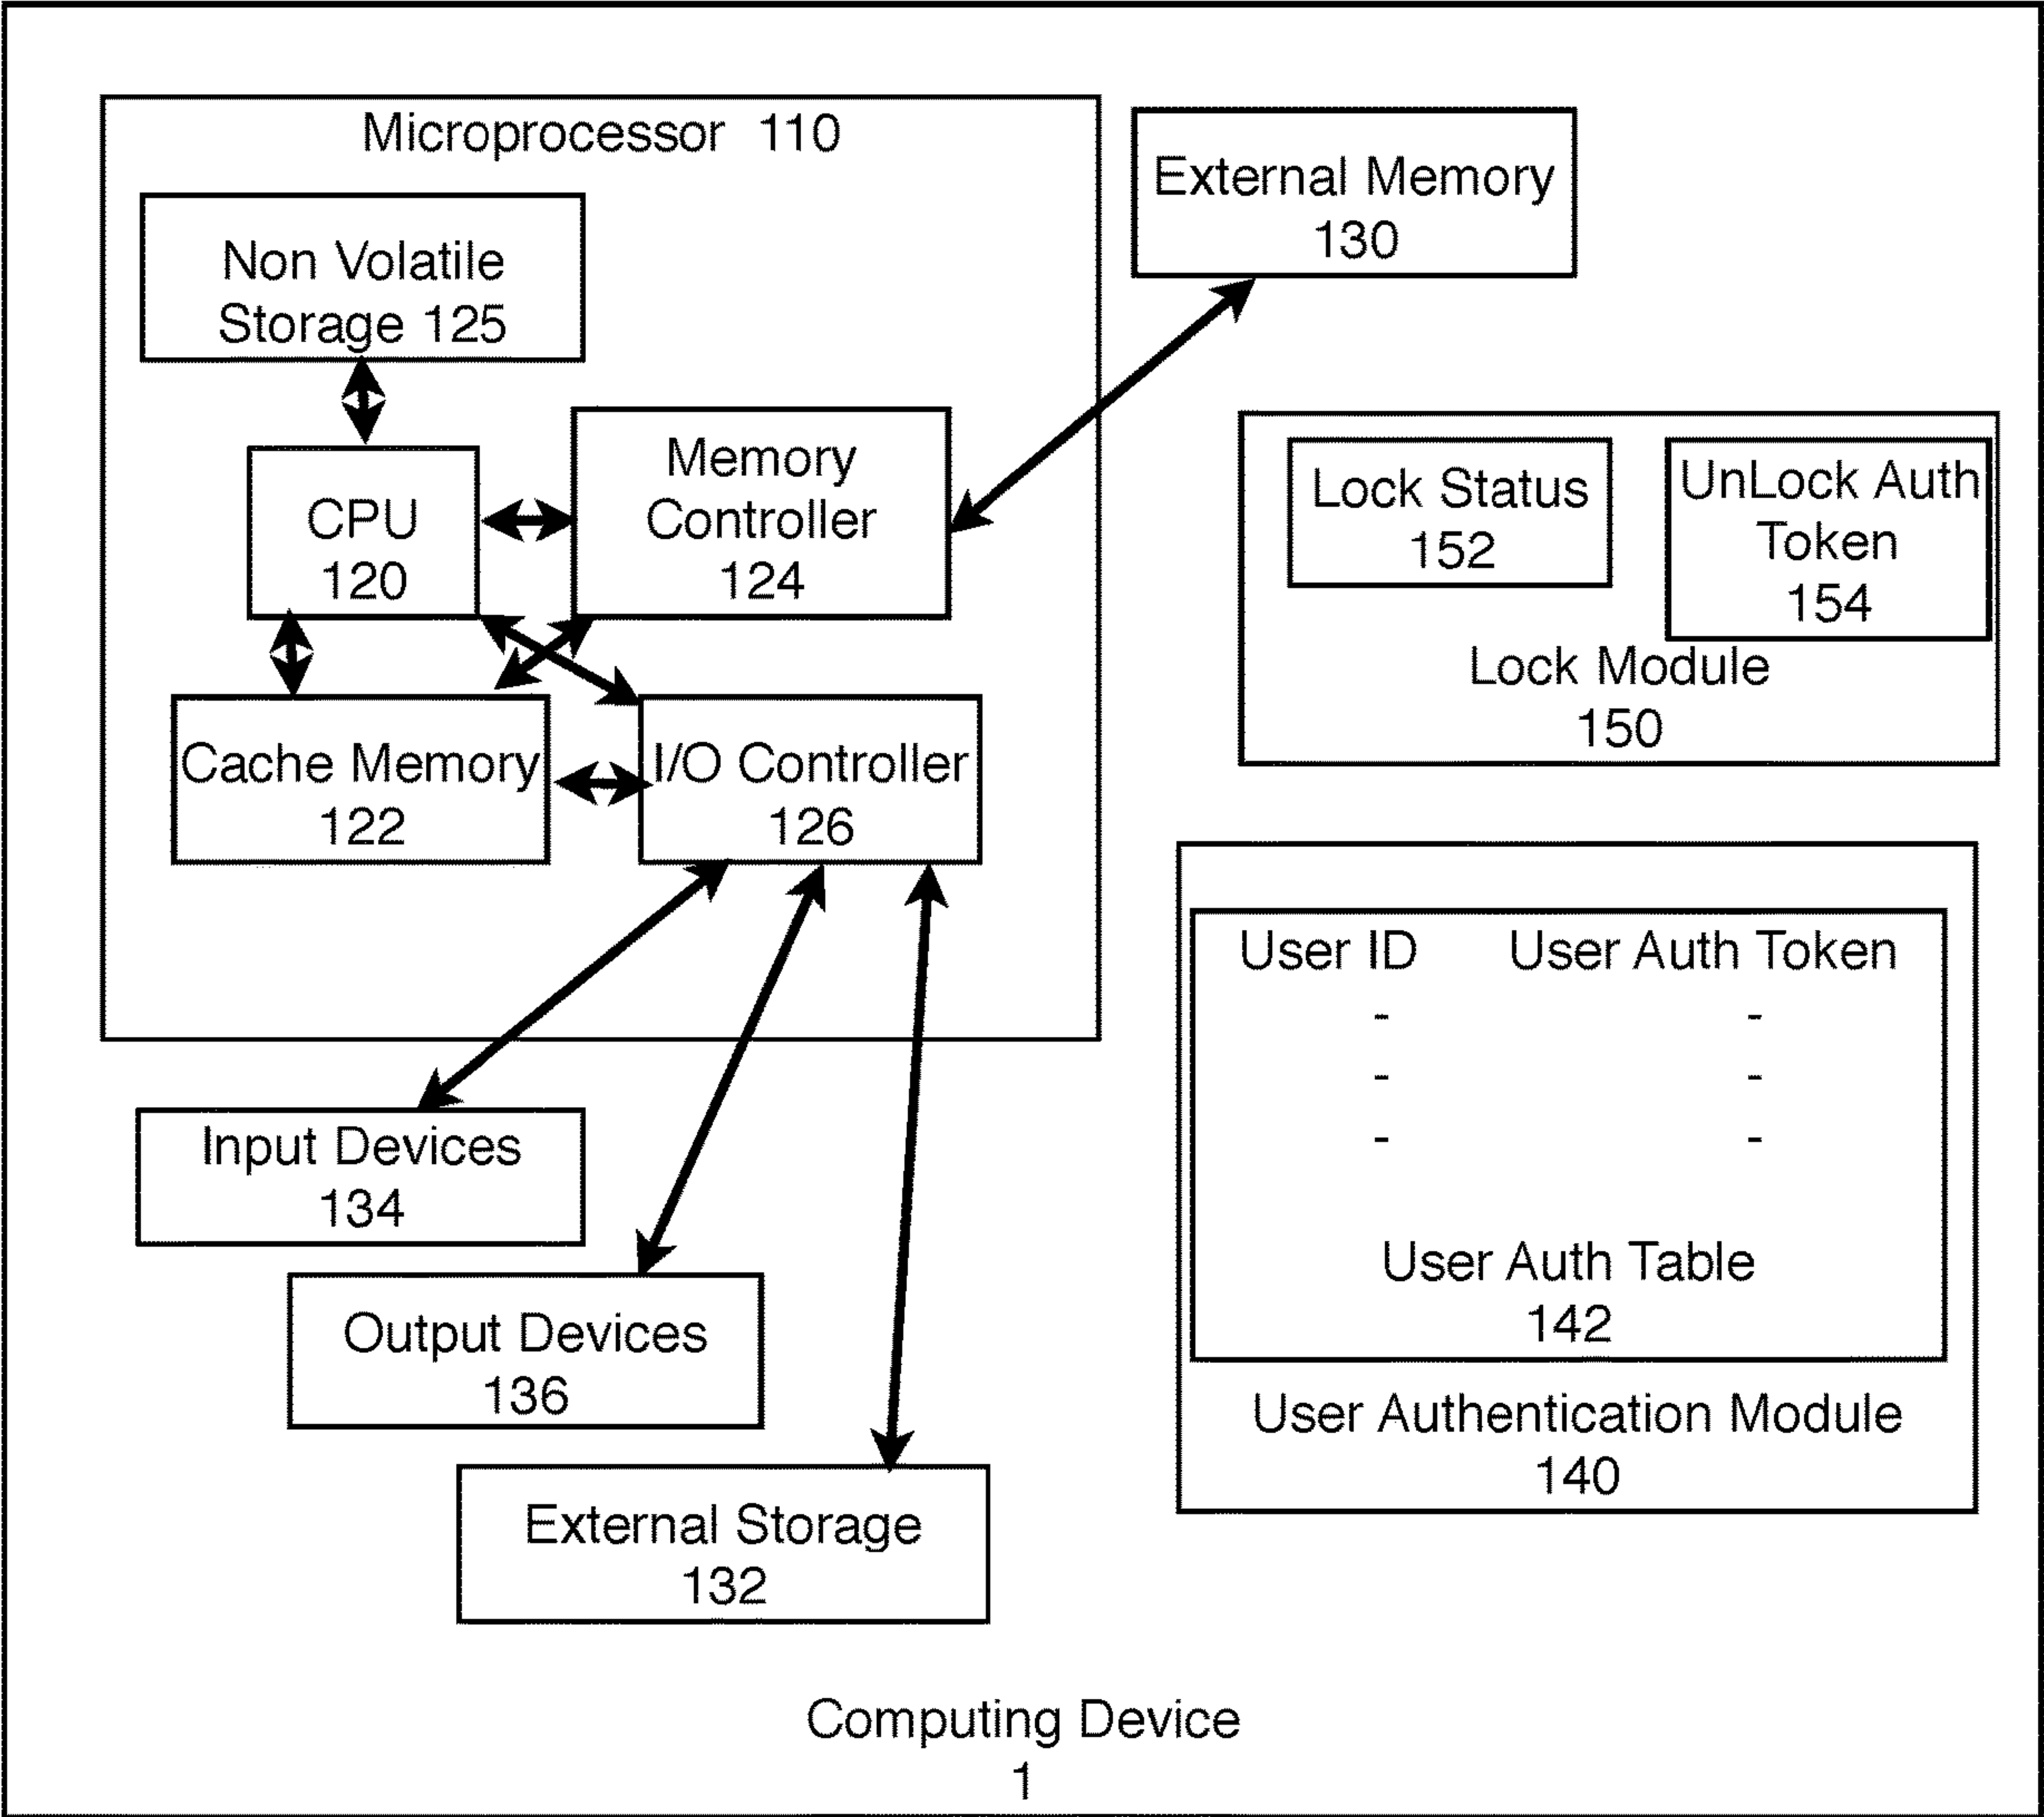 Microprocessor 110
Non Volatile
Storage 125
CPU
120
Memory
Controller
124
Cache Memory
122
I/O Controller
126
External Memory
130
Lock Status
152
UnLock Auth
Token
154
Lock Module
150
User ID User Auth Token
- -
- -
- -
User Auth Table
142
User Authentication Module
140
Input Devices
134
Output Devices
136
External Storage
132
Computing Device
1